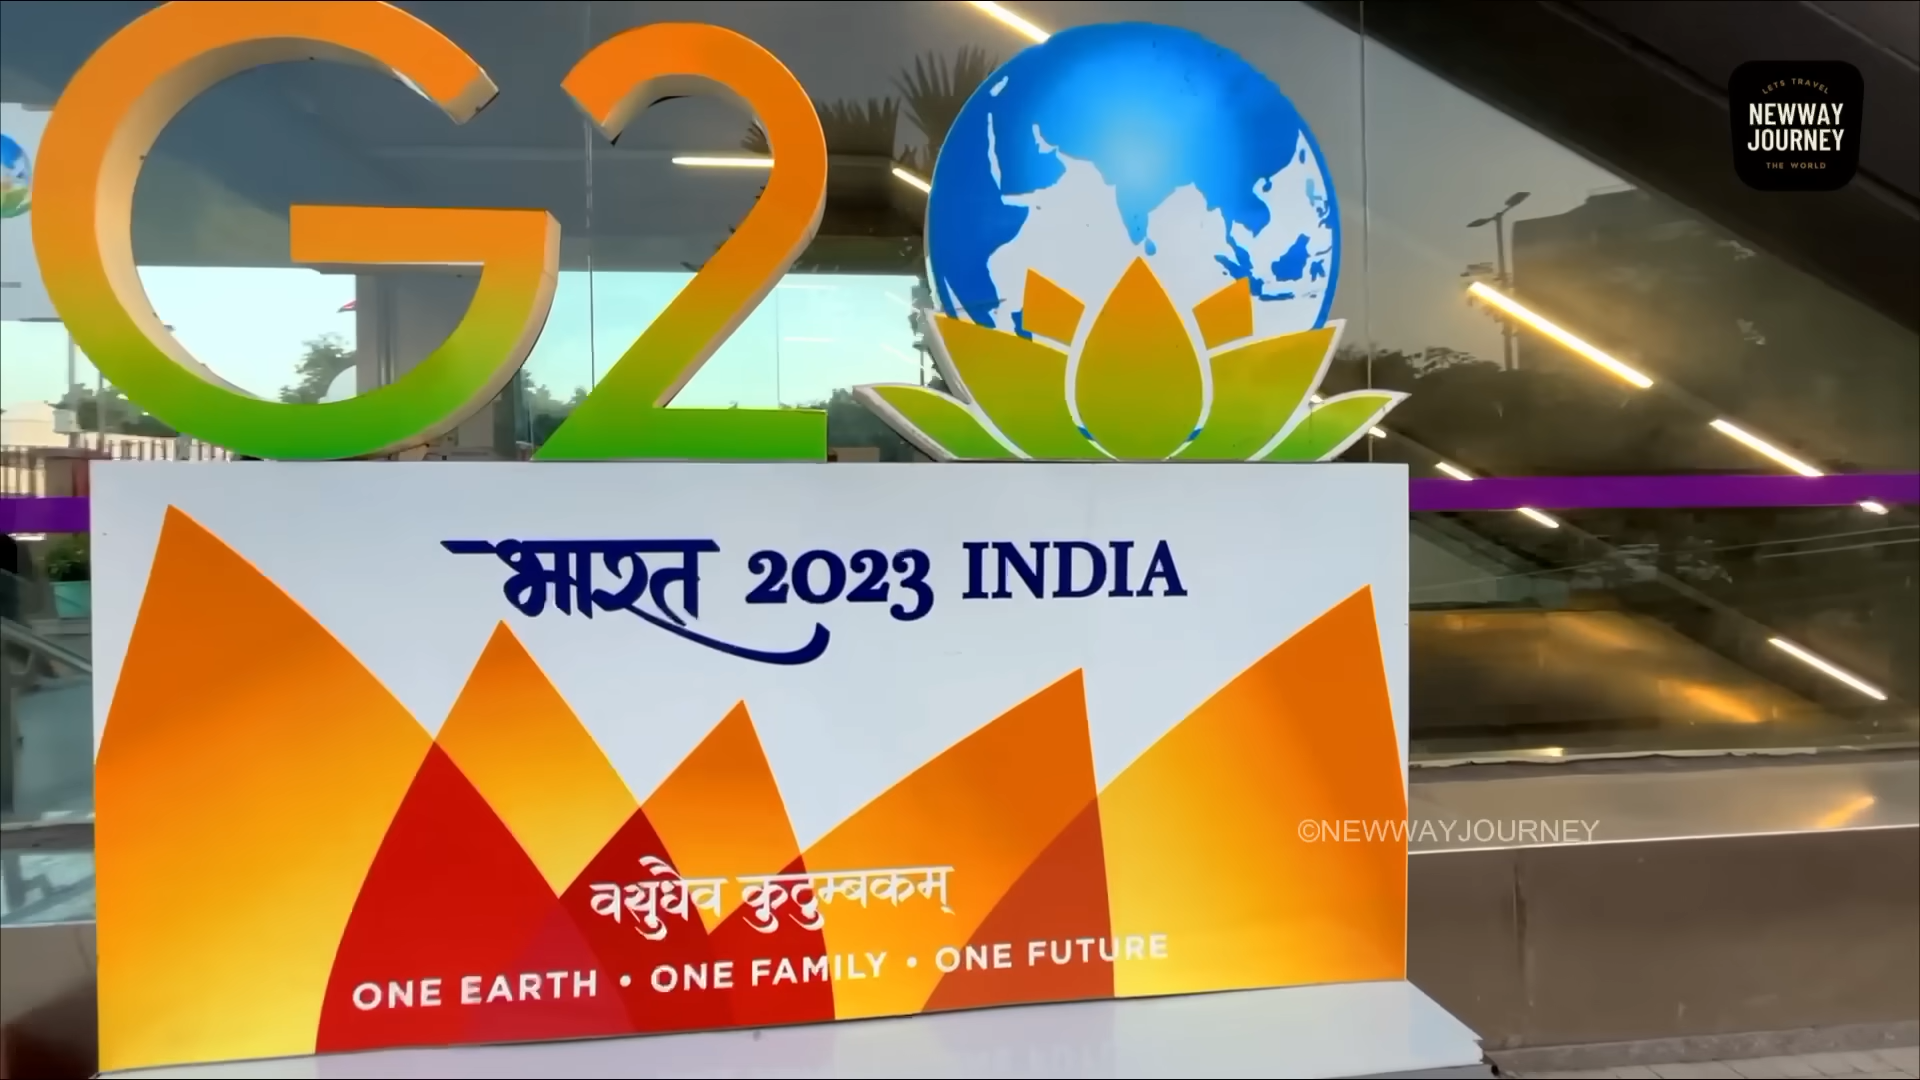 LETS TRAVEL
NEWWAY
JOURNEY
THE WORLD
G20
भारत 2023 INDIA
©NEWWAYJOURNEY
वसुधैव कुटुम्बकम्
ONE EARTH • ONE FAMILY • ONE FUTURE